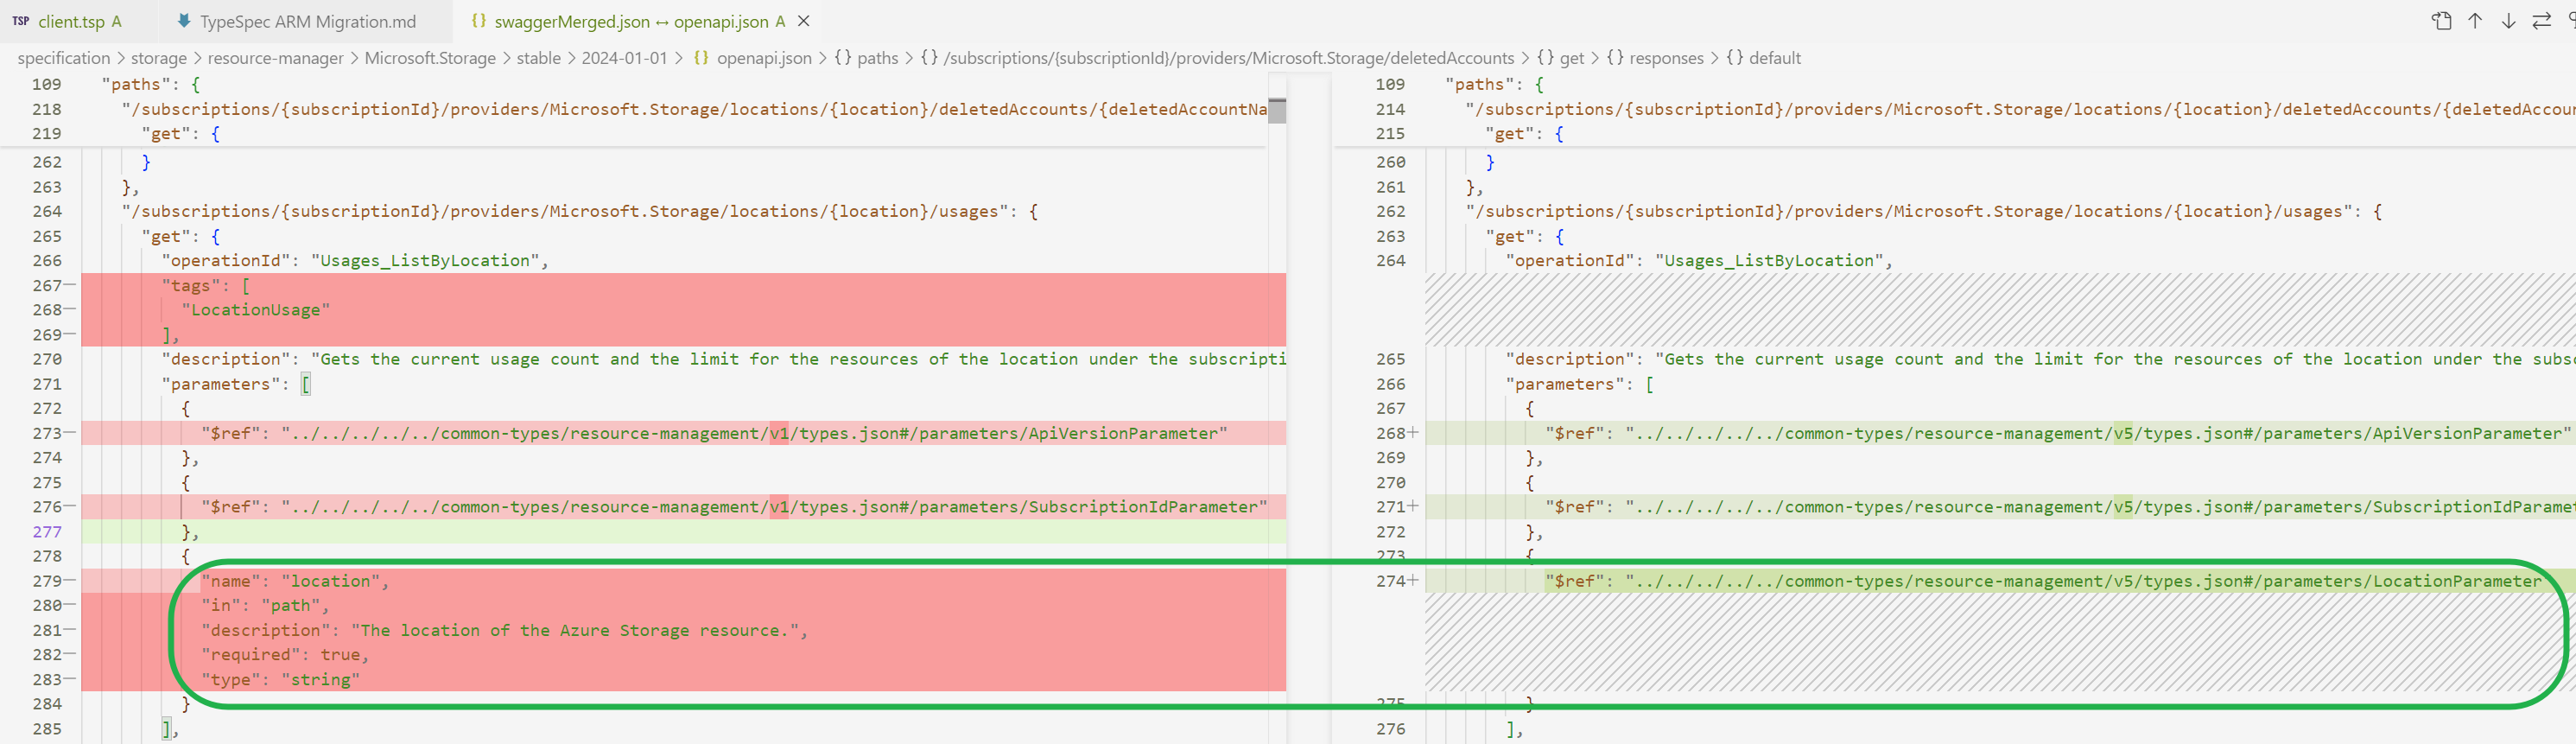 TSP client.tsp A TypeSpec ARM Migration.md {} swaggerMerged.json ↔ openapi.json A
specification > storage > resource-manager > Microsoft.Storage > stable > 2024-01-01 > {} openapi.json > {} paths > {} /subscriptions/{subscriptionId}/providers/Microsoft.Storage/deletedAccounts > {} get > {} responses > {} default
109 "paths": {
218 "/subscriptions/{subscriptionId}/providers/Microsoft.Storage/locations/{location}/deletedAccounts/{deletedAccountNa
219 "get": {
262 }
263 },
264 "/subscriptions/{subscriptionId}/providers/Microsoft.Storage/locations/{location}/usages": {
265 "get": {
266 "operationId": "Usages_ListByLocation",
267— "tags": [
268— "LocationUsage"
269— ],
270 "description": "Gets the current usage count and the limit for the resources of the location under the subscripti
271 "parameters": [
272 {
273— "$ref": "../../../../../common-types/resource-management/v1/types.json#/parameters/ApiVersionParameter"
274 },
275 {
276— "$ref": "../../../../../common-types/resource-management/v1/types.json#/parameters/SubscriptionIdParameter"
277 },
278 {
279— "name": "location",
280— "in": "path",
281— "description": "The location of the Azure Storage resource.",
282— "required": true,
283— "type": "string"
284 }
285 ],
109 "paths": {
214 "/subscriptions/{subscriptionId}/providers/Microsoft.Storage/locations/{location}/deletedAccounts/{deletedAccoun
215 "get": {
260 }
261 },
262 "/subscriptions/{subscriptionId}/providers/Microsoft.Storage/locations/{location}/usages": {
263 "get": {
264 "operationId": "Usages_ListByLocation",
265 "description": "Gets the current usage count and the limit for the resources of the location under the subsc
266 "parameters": [
267 {
268+ "$ref": "../../../../../common-types/resource-management/v5/types.json#/parameters/ApiVersionParameter"
269 },
270 {
271+ "$ref": "../../../../../common-types/resource-management/v5/types.json#/parameters/SubscriptionIdParamet
272 },
273 {
274+ "$ref": "../../../../../common-types/resource-management/v5/types.json#/parameters/LocationParameter
275 }
276 ],